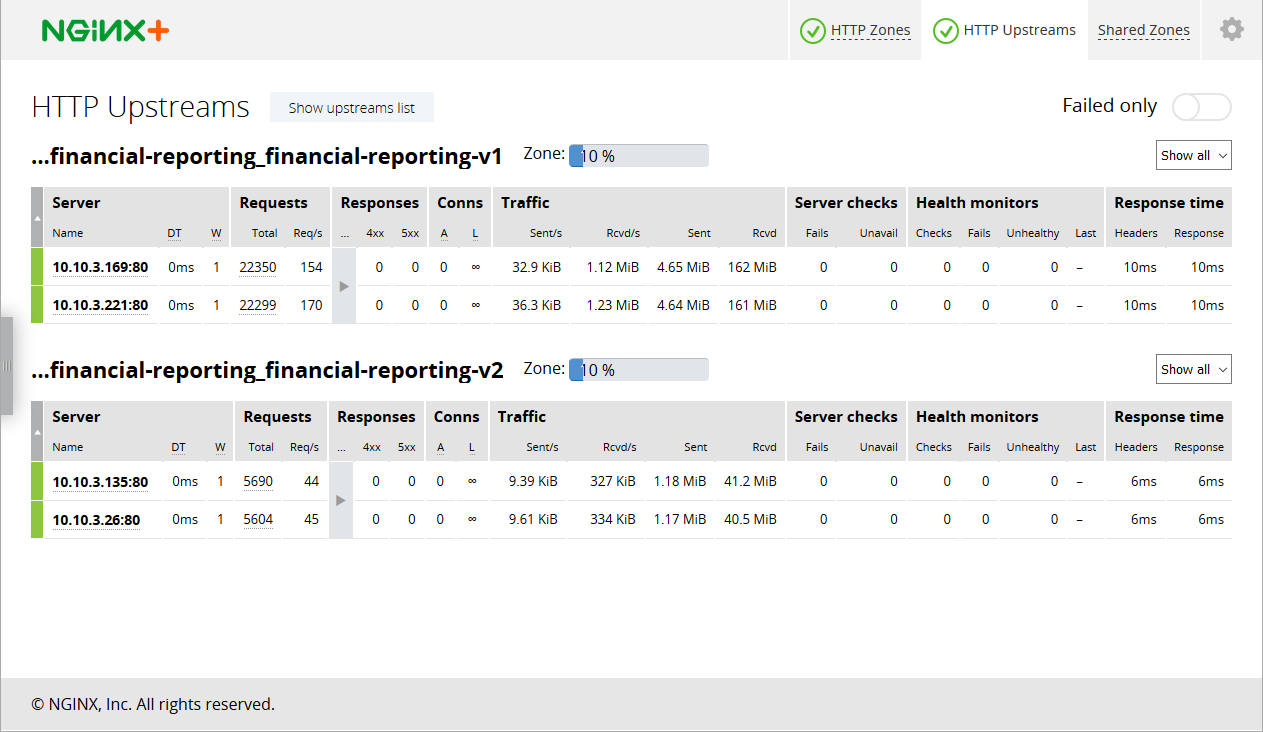 NGINX+ HTTP Zones HTTP Upstreams Shared Zones
HTTP Upstreams Show upstreams list Failed only
...financial-reporting_financial-reporting-v1 Zone: 10 % Show all
Server Requests Responses Conns Traffic Server checks Health monitors Response time
Name DT W Total Req/s ... 4xx 5xx A L Sent/s Rcvd/s Sent Rcvd Fails Unavail Checks Fails Unhealthy Last Headers Response
10.10.3.169:80 0ms 1 22350 154 0 0 0 ∞ 32.9 KiB 1.12 MiB 4.65 MiB 162 MiB 0 0 0 0 0 – 10ms 10ms
10.10.3.221:80 0ms 1 22299 170 0 0 0 ∞ 36.3 KiB 1.23 MiB 4.64 MiB 161 MiB 0 0 0 0 0 – 10ms 10ms
...financial-reporting_financial-reporting-v2 Zone: 10 % Show all
Server Requests Responses Conns Traffic Server checks Health monitors Response time
Name DT W Total Req/s ... 4xx 5xx A L Sent/s Rcvd/s Sent Rcvd Fails Unavail Checks Fails Unhealthy Last Headers Response
10.10.3.135:80 0ms 1 5690 44 0 0 0 ∞ 9.39 KiB 327 KiB 1.18 MiB 41.2 MiB 0 0 0 0 0 – 6ms 6ms
10.10.3.26:80 0ms 1 5604 45 0 0 0 ∞ 9.61 KiB 334 KiB 1.17 MiB 40.5 MiB 0 0 0 0 0 – 6ms 6ms
© NGINX, Inc. All rights reserved.